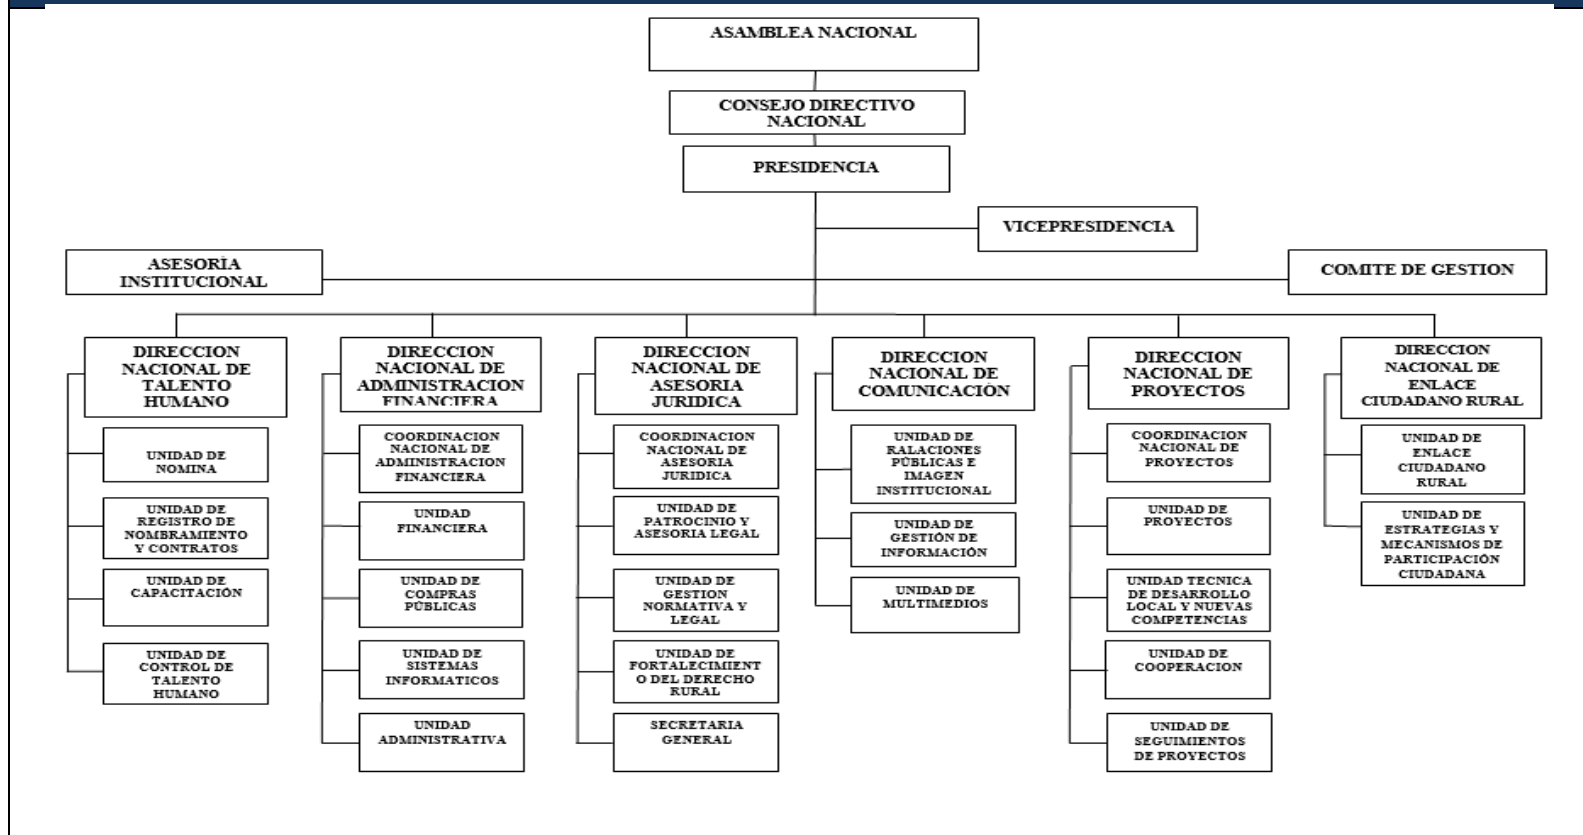 ASAMBLEA NACIONAL
CONSEJO DIRECTIVO
NACIONAL
PRESIDENCIA
VICEPRESIDENCIA
ASESORÍA
INSTITUCIONAL
COMITE DE GESTION
DIRECCION
NACIONAL DE
TALENTO
HUMANO
UNIDAD DE
NOMINA
UNIDAD DE
REGISTRO DE
NOMBRAMIENTO
Y CONTRATOS
UNIDAD DE
CAPACITACIÓN
UNIDAD DE
CONTROL DE
TALENTO
HUMANO
DIRECCION
NACIONAL DE
ADMINISTRACION
FINANCIERA
COORDINACION
NACIONAL DE
ADMINISTRACION
FINANCIERA
UNIDAD
FINANCIERA
UNIDAD DE
COMPRAS
PÚBLICAS
UNIDAD DE
SISTEMAS
INFORMATICOS
UNIDAD
ADMINISTRATIVA
DIRECCION
NACIONAL DE
ASESORIA
JURIDICA
COORDINACION
NACIONAL DE
ASESORIA
JURIDICA
UNIDAD DE
PATROCINIO Y
ASESORIA LEGAL
UNIDAD DE
GESTION
NORMATIVA Y
LEGAL
UNIDAD DE
FORTALECIMIENT
O DEL DERECHO
RURAL
SECRETARIA
GENERAL
DIRECCION
NACIONAL DE
COMUNICACIÓN
UNIDAD DE
RALACIONES
PÚBLICAS E
IMAGEN
INSTITUCIONAL
UNIDAD DE
GESTIÓN DE
INFORMACIÓN
UNIDAD DE
MULTIMEDIOS
DIRECCION
NACIONAL DE
PROYECTOS
COORDINACION
NACIONAL DE
PROYECTOS
UNIDAD DE
PROYECTOS
UNIDAD TECNICA
DE DESARROLLO
LOCAL Y NUEVAS
COMPETENCIAS
UNIDAD DE
COOPERACION
UNIDAD DE
SEGUIMIENTOS
DE PROYECTOS
DIRECCION
NACIONAL DE
ENLACE
CIUDADANO RURAL
UNIDAD DE
ENLACE
CIUDADANO
RURAL
UNIDAD DE
ESTRATEGIAS Y
MECANISMOS DE
PARTICIPACIÓN
CIUDADANA